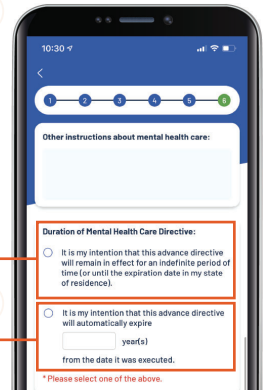 10:30
1 2 3 4 5 6
Other instructions about mental health care:
Duration of Mental Health Care Directive:
It is my intention that this advance directive
will remain in effect for an indefinite period of
time (or until the expiration date in my state
of residence).
It is my intention that this advance directive
will automatically expire
year(s)
from the date it was executed.
*Please select one of the above.